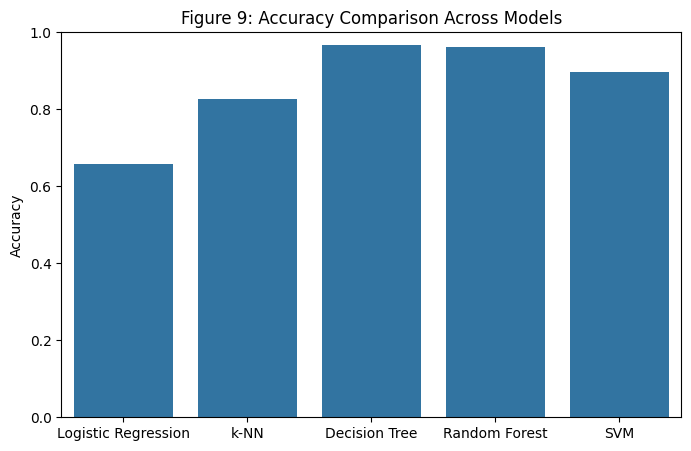 Figure 9: Accuracy Comparison Across Models
Accuracy
1.0
0.8
0.6
0.4
0.2
0.0
Logistic Regression k-NN Decision Tree Random Forest SVM